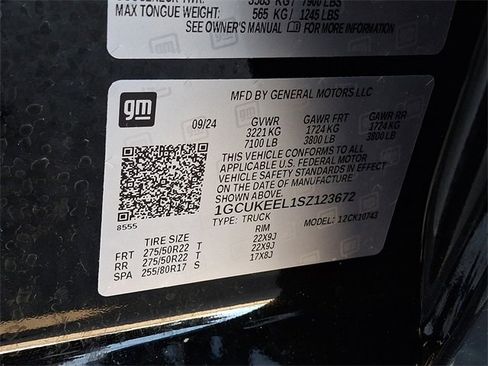 3583 KG/ 7900 LBS
MAX TONGUE WEIGHT: 565 KG/ 1245 LBS
SEE OWNER'S MANUAL FOR MORE INFORMATION
gm
MFD BY GENERAL MOTORS LLC
09/24 GVWR GAWR FRT GAWR RR
3221 KG 1724 KG 1724 KG
7100 LB 3800 LB 3800 LB
THIS VEHICLE CONFORMS TO ALL
APPLICABLE U.S. FEDERAL MOTOR
VEHICLE SAFETY STANDARDS IN EFFECT
ON THE DATE OF MANUFACTURE
SHOWN ABOVE.
1GCUKEEL1SZ123672
8555 TYPE: TRUCK MODEL: 12CK10743
TIRE SIZE RIM
FRT 275/50R22 T 22X9J
RR 275/50R22 T 22X9J
SPA 255/80R17 S 17X8J